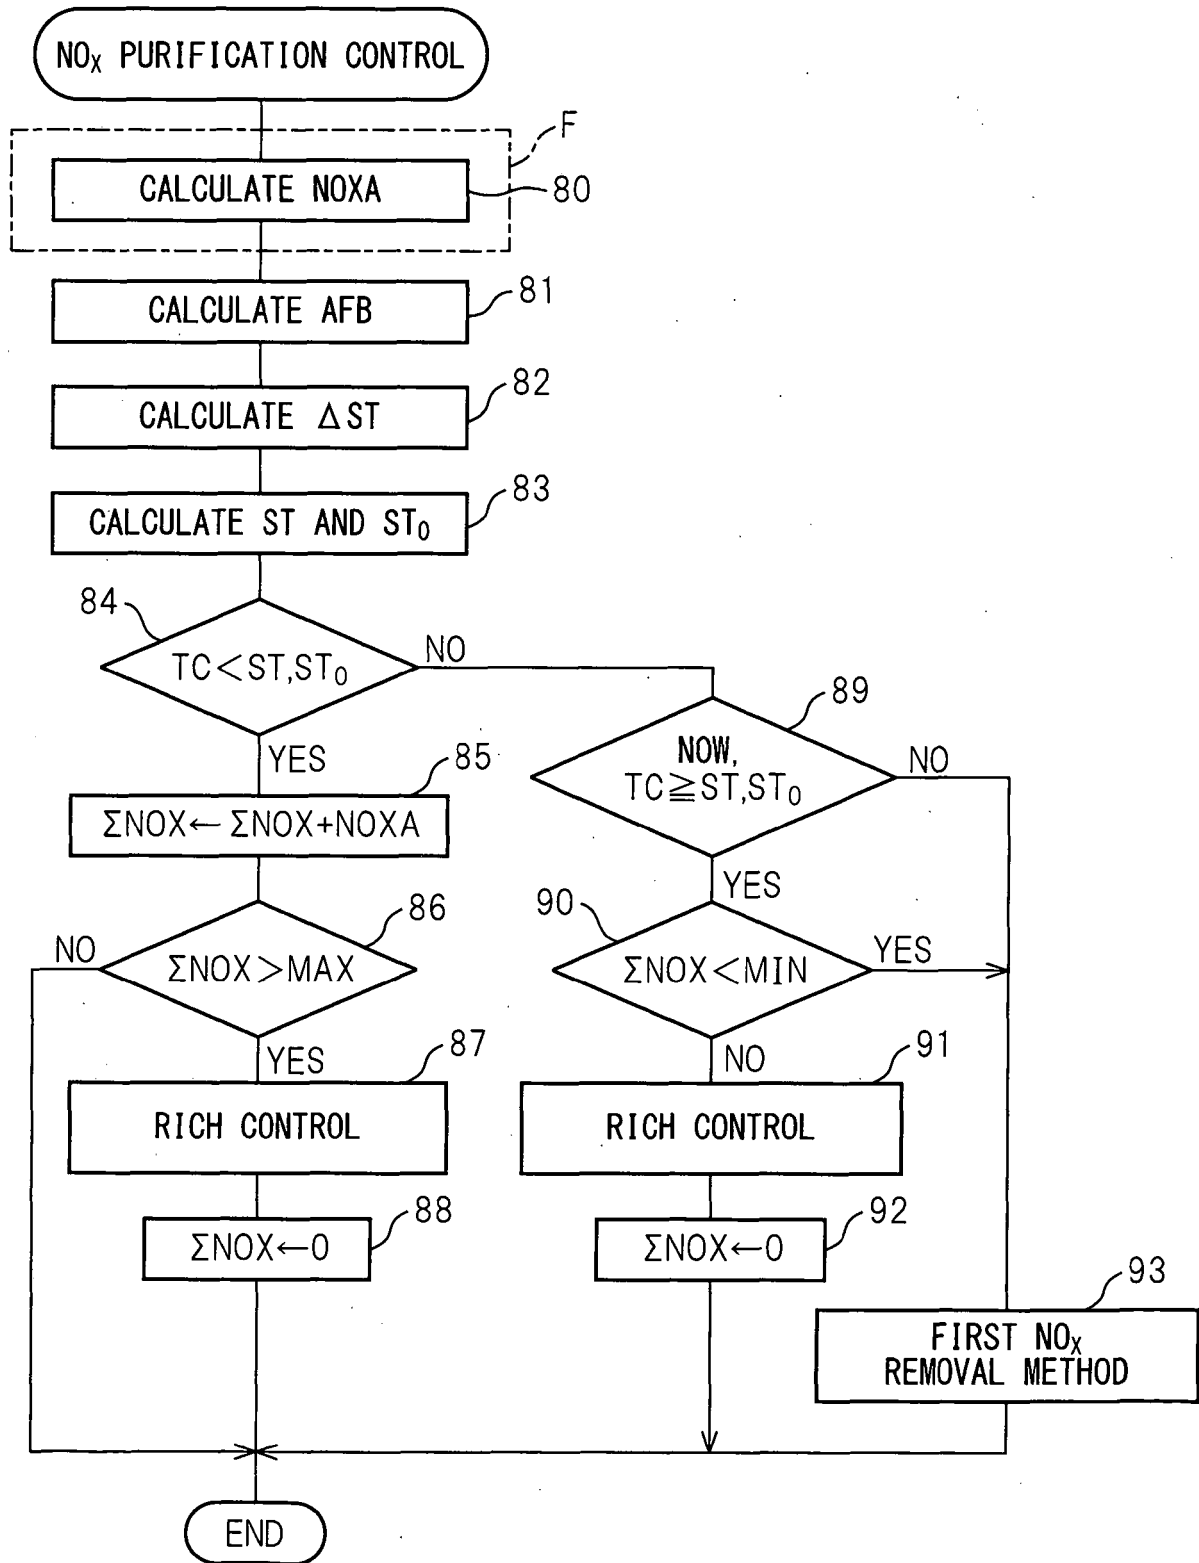 NOX PURIFICATION CONTROL
F
CALCULATE NOXA
80
CALCULATE AFB
81
CALCULATE ΔST
82
CALCULATE ST AND ST0
83
84
TC<ST,ST0
NO
YES
85
ΣNOX←ΣNOX+NOXA
86
NO
ΣNOX>MAX
YES
87
RICH CONTROL
88
ΣNOX←0
89
NOW,
TC≧ST,ST0
NO
YES
90
ΣNOX<MIN
YES
NO
91
RICH CONTROL
92
ΣNOX←0
93
FIRST NOX
REMOVAL METHOD
END